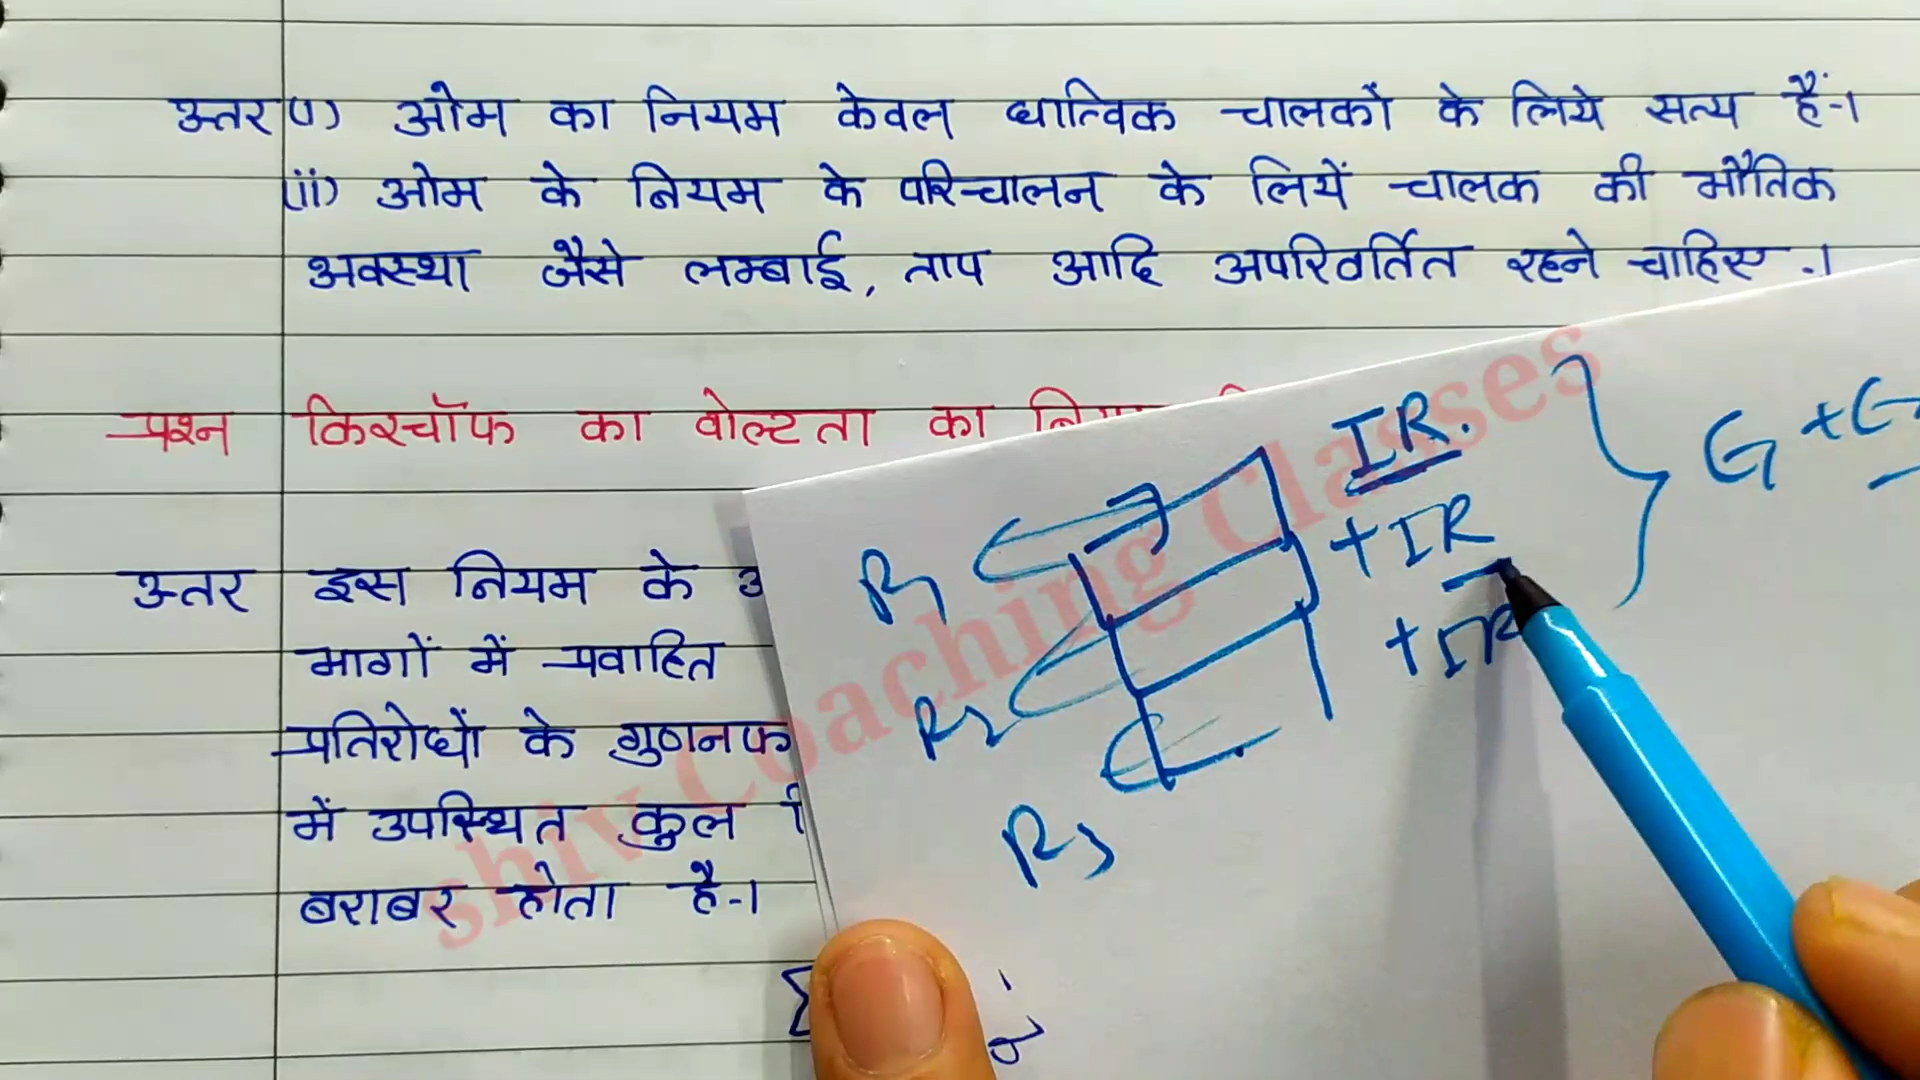 उत्तर (i) ओम का नियम केवल धात्विक चालकों के लिये सत्य हैं-।
(ii) ओम के नियम के परिचालन के लियें चालक की भौतिक
अवस्था जैसे लम्बाई, ताप आदि अपरिवर्तित रहने चाहिए-।
प्रश्न किरचॉफ का वोल्टता का
उत्तर इस नियम के
भागों में प्रवाहित
प्रतिरोधों के
में उपस्थित कुल
बराबर होता है-।
IR.
+IR
+IR
R1
R2
R3
shiv Coaching Classes